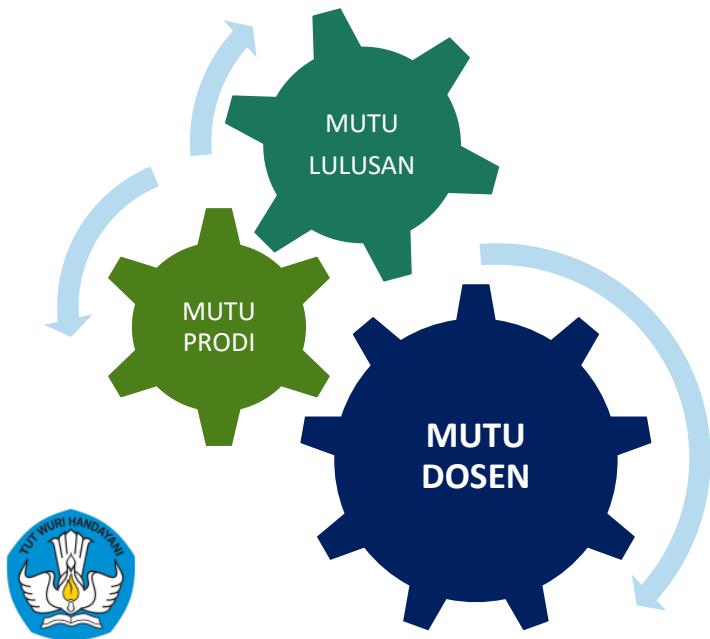 MUTU
LULUSAN
MUTU
PRODI
MUTU
DOSEN
TUT WURI HANDAYANI